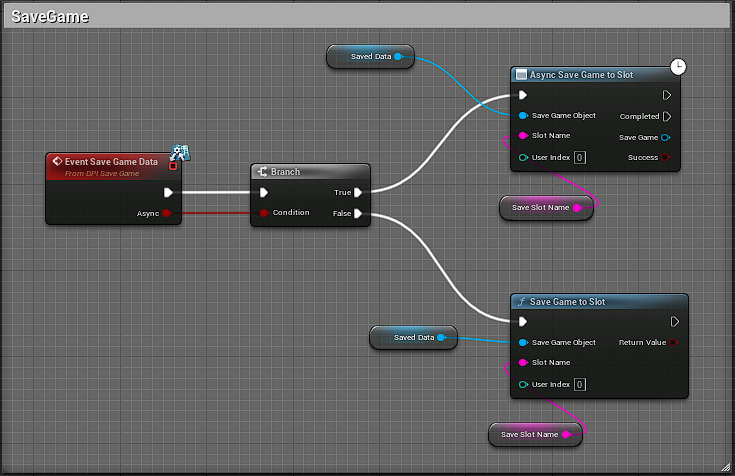 SaveGame
Saved Data
Async Save Game to Slot
Save Game Object
Completed
Slot Name
Save Game
User Index 0
Success
Save Slot Name
Event Save Game Data
From DPI Save Game
Async
Branch
True
Condition
False
Save Game to Slot
Saved Data
Save Game Object
Return Value
Slot Name
User Index 0
Save Slot Name